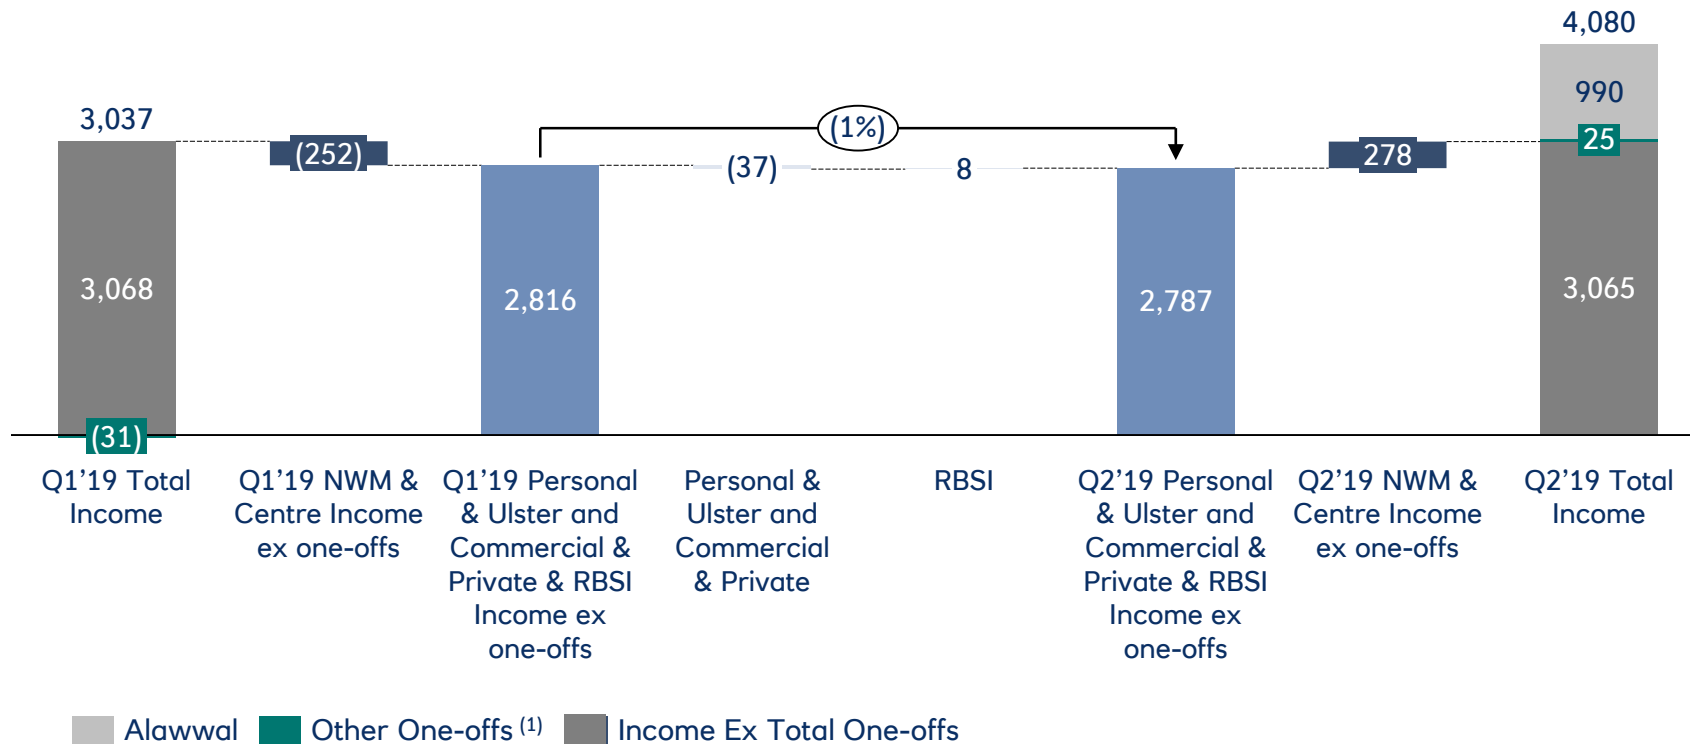 4,080
990
3,037
(1%)
25
(252)
(37)
8
278
3,068
2,816
2,787
3,065
(31)
Q1’19 Total
Income
Q1’19 NWM &
Centre Income
ex one-offs
Q1’19 Personal
& Ulster and
Commercial &
Private & RBSI
Income ex
one-offs
Personal &
Ulster and
Commercial
& Private
RBSI
Q2’19 Personal
& Ulster and
Commercial &
Private & RBSI
Income ex
one-offs
Q2’19 NWM &
Centre Income
ex one-offs
Q2’19 Total
Income
Alawwal
Other One-offs (1)
Income Ex Total One-offs